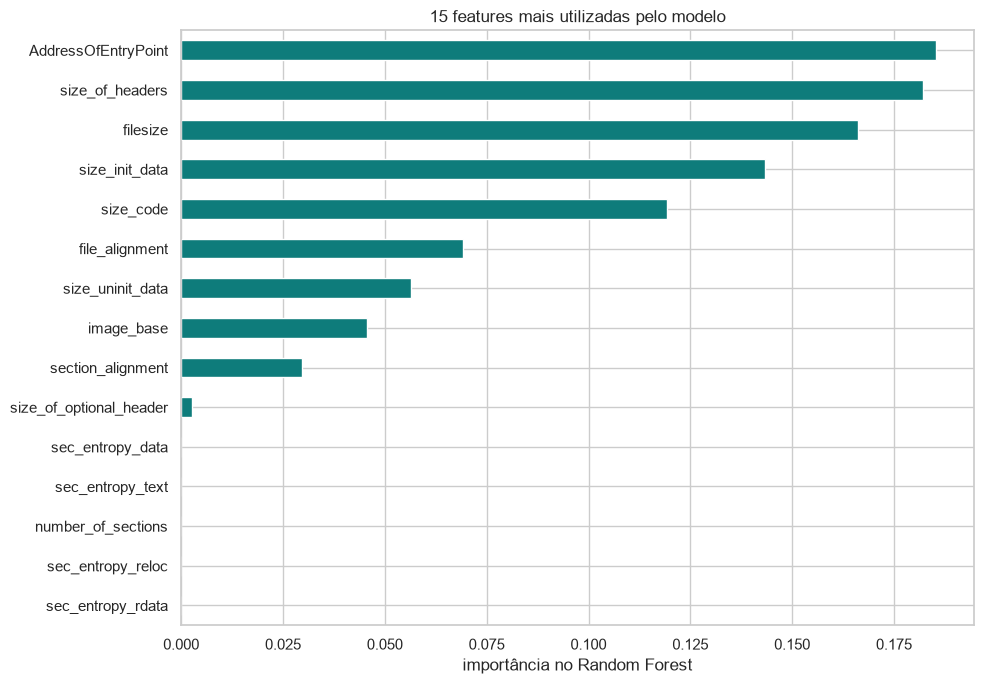 15 features mais utilizadas pelo modelo
AddressOfEntryPoint
size_of_headers
filesize
size_init_data
size_code
file_alignment
size_uninit_data
image_base
section_alignment
size_of_optional_header
sec_entropy_data
sec_entropy_text
number_of_sections
sec_entropy_reloc
sec_entropy_rdata
0.000 0.025 0.050 0.075 0.100 0.125 0.150 0.175
importância no Random Forest